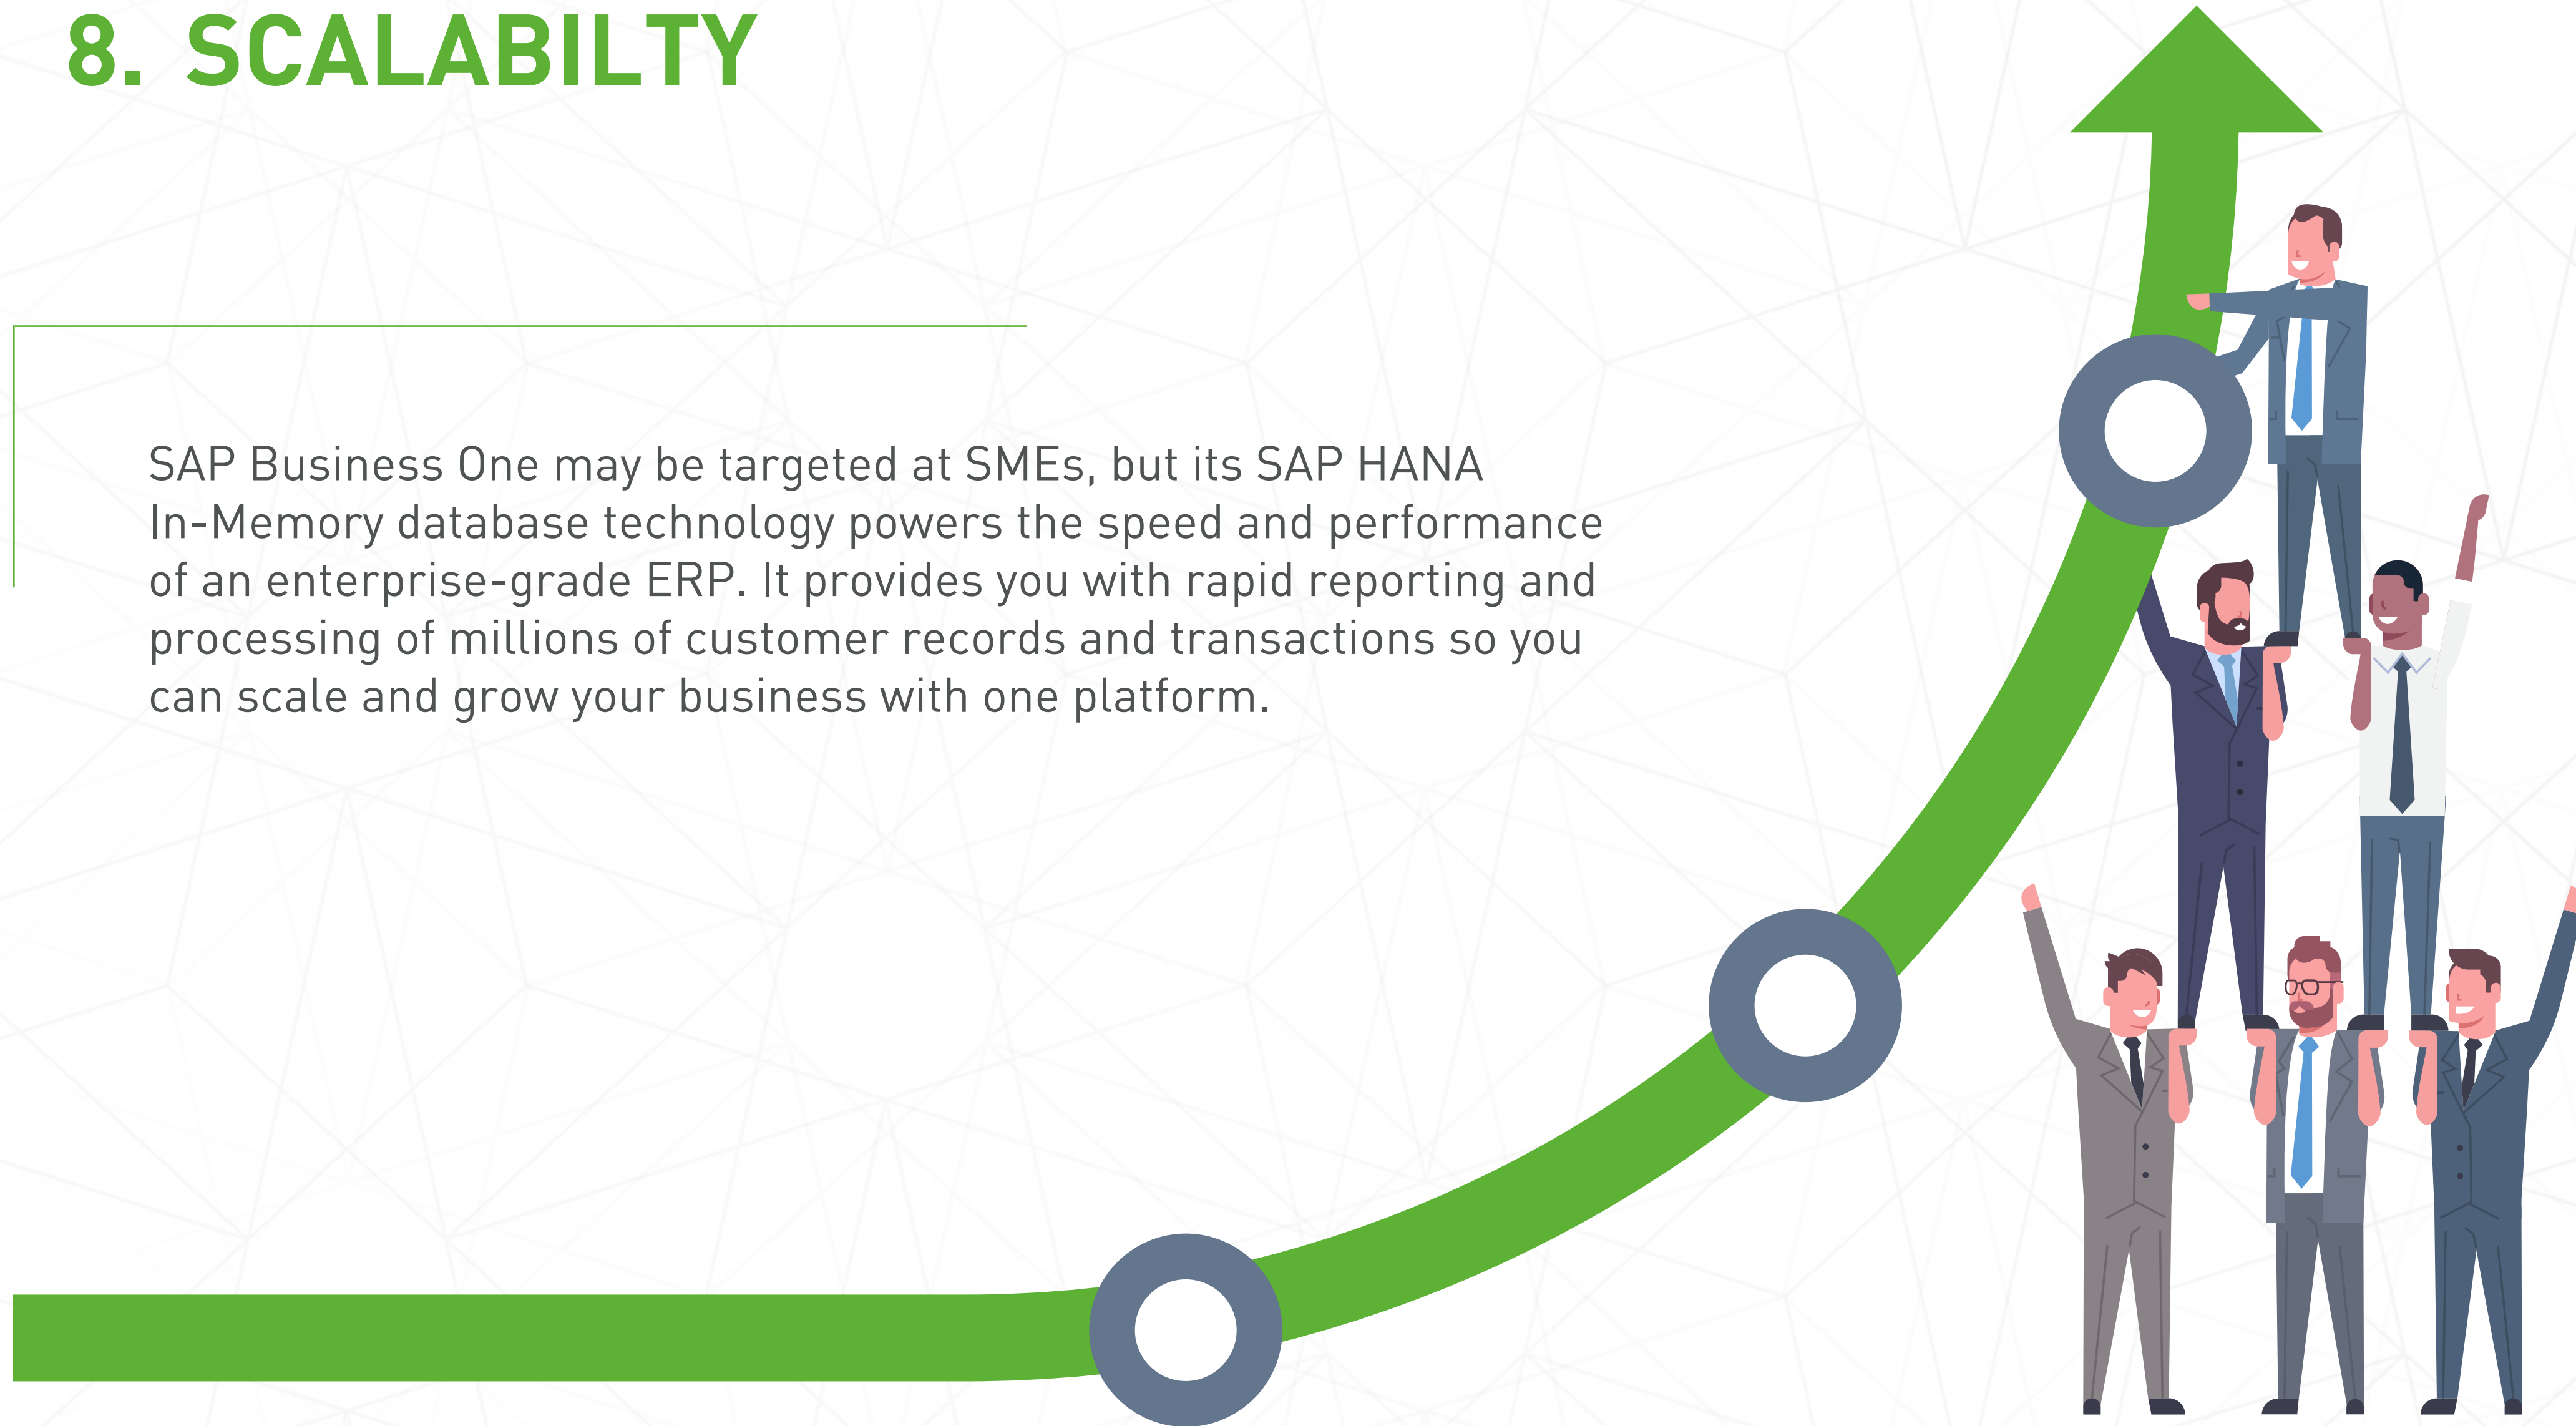 8. SCALABILTY
SAP Business One may be targeted at SMEs, but its SAP HANA
In-Memory database technology powers the speed and performance
of an enterprise-grade ERP. It provides you with rapid reporting and
processing of millions of customer records and transactions so you
can scale and grow your business with one platform.